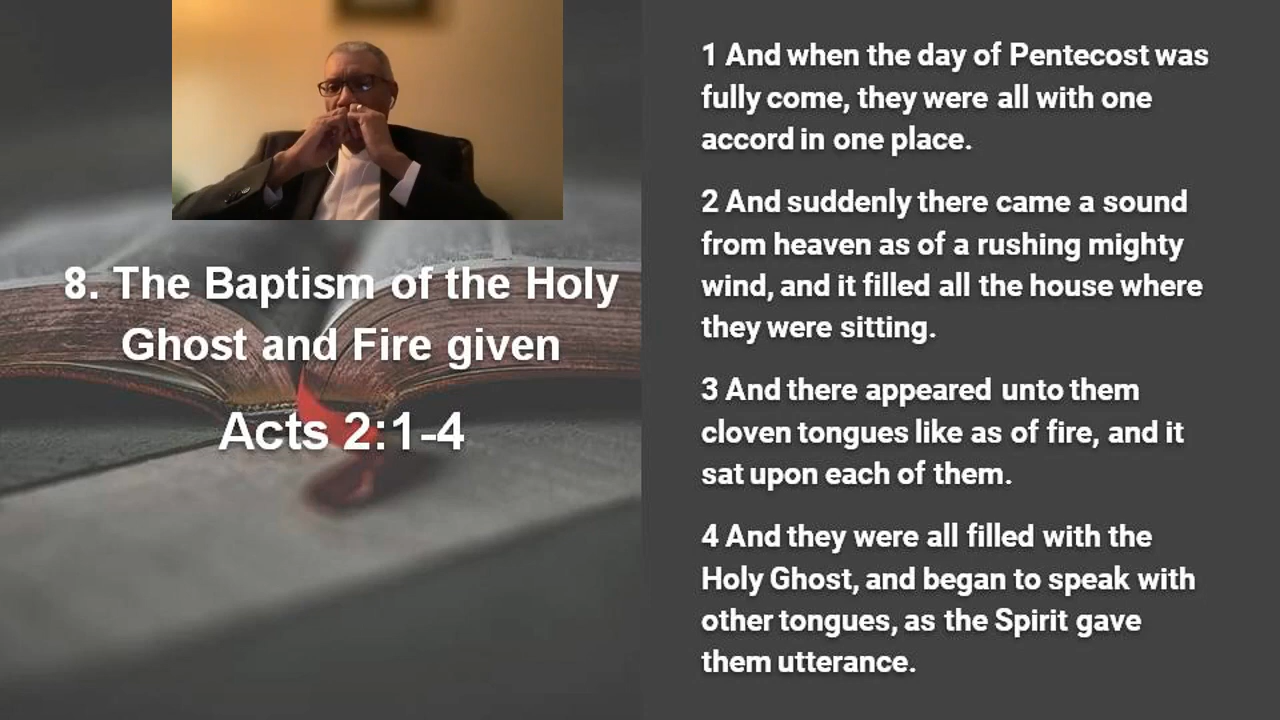 8. The Baptism of the Holy
Ghost and Fire given
Acts 2:1-4
1 And when the day of Pentecost was
fully come, they were all with one
accord in one place.
2 And suddenly there came a sound
from heaven as of a rushing mighty
wind, and it filled all the house where
they were sitting.
3 And there appeared unto them
cloven tongues like as of fire, and it
sat upon each of them.
4 And they were all filled with the
Holy Ghost, and began to speak with
other tongues, as the Spirit gave
them utterance.